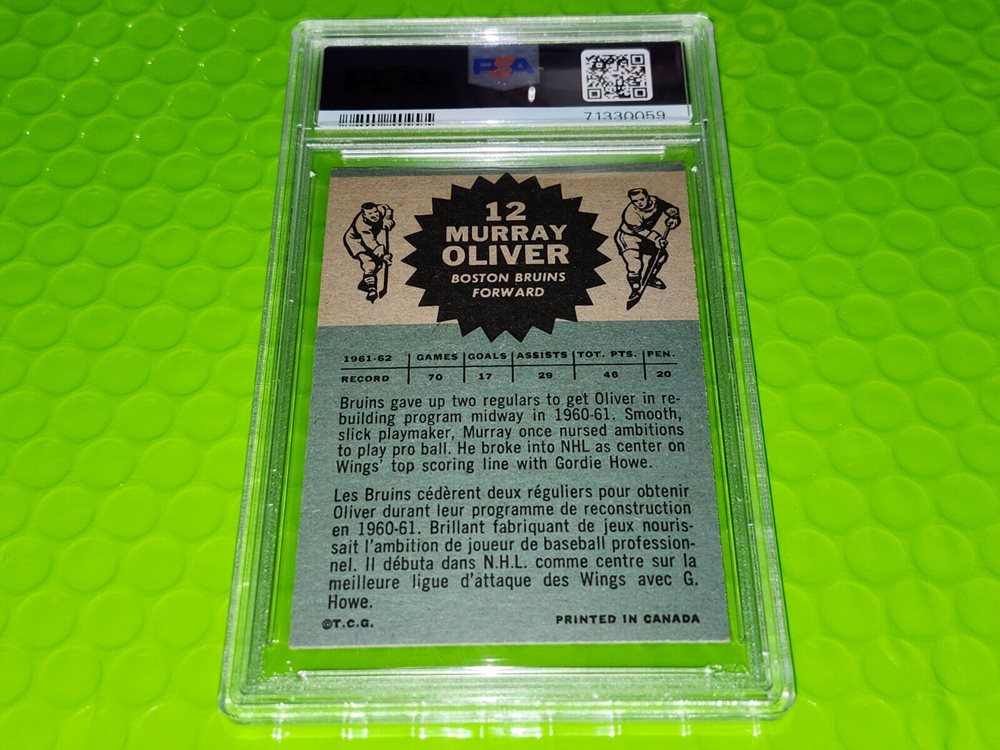 PSA
71330059
12
MURRAY
OLIVER
BOSTON BRUINS
FORWARD
1961-62 GAMES GOALS ASSISTS TOT. PTS. PEN.
RECORD 70 17 29 46 20
Bruins gave up two regulars to get Oliver in re-
building program midway in 1960-61. Smooth,
slick playmaker, Murray once nursed ambitions
to play pro ball. He broke into NHL as center on
Wings' top scoring line with Gordie Howe.
Les Bruins cédèrent deux réguliers pour obtenir
Oliver durant leur programme de reconstruction
en 1960-61. Brillant fabriquant de jeux nouris-
sait l'ambition de joueur de baseball profession-
nel. Il débuta dans N.H.L. comme centre sur la
meilleure ligue d'attaque des Wings avec G.
Howe.
©T.C.G. PRINTED IN CANADA